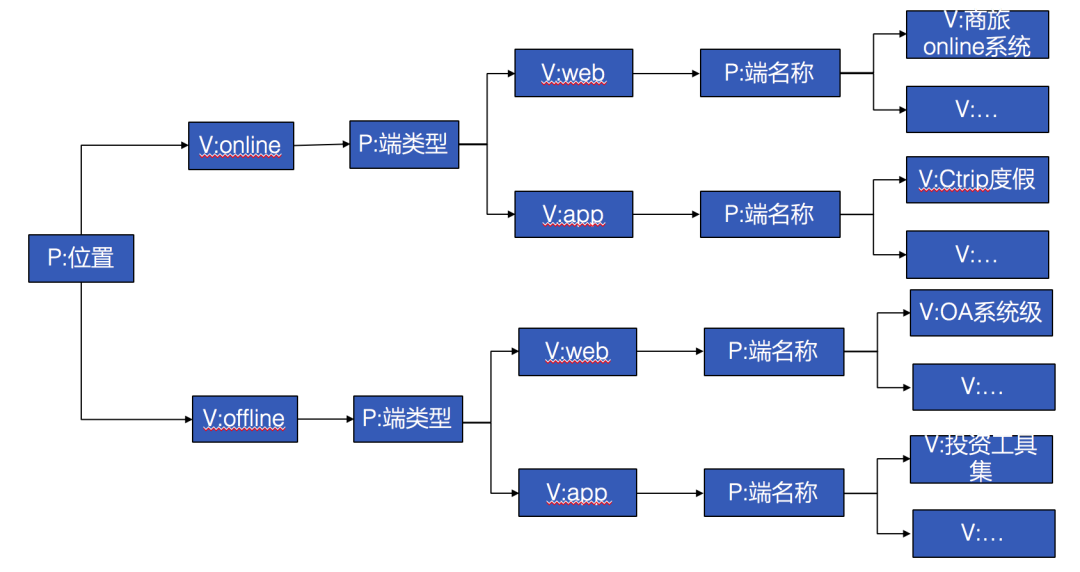 V:商旅
online系统
V:web
P:端名称
V:...
V:online
P:端类型
V:Ctrip度假
V:app
P:端名称
V:...
P:位置
V:OA系统级
V:web
P:端名称
V:...
V:offline
P:端类型
V:投资工具
集
V:app
P:端名称
V:...